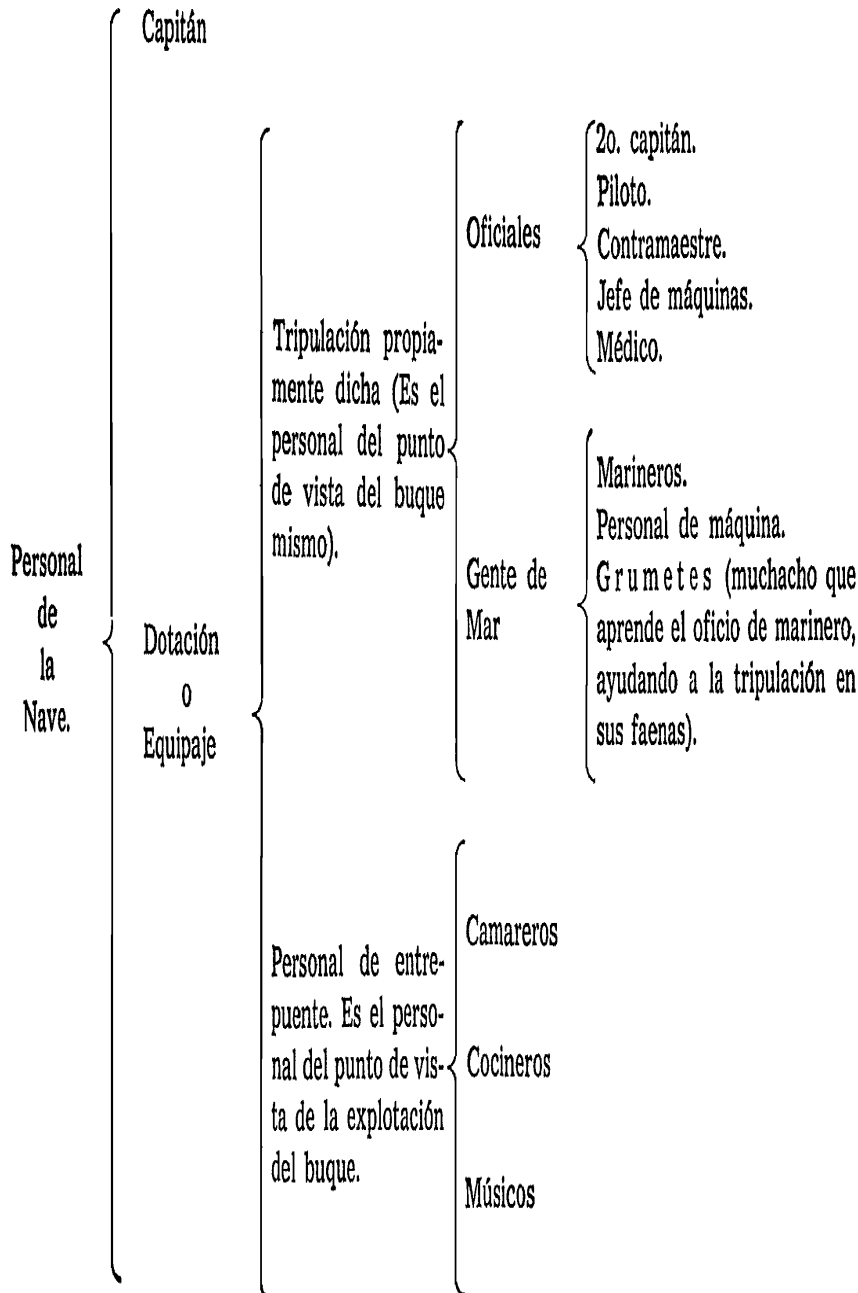 Personal
de
la
Nave.
Capitán
Dotación
o
Equipaje
Tripulación propia-
mente dicha (Es el
personal del punto
de vista del buque
mismo).
Oficiales
2o. capitán.
Piloto.
Contramaestre.
Jefe de máquinas.
Médico.
Gente de
Mar
Marineros.
Personal de máquina.
Grumetes (muchacho que
aprende el oficio de marinero,
ayudando a la tripulación en
sus faenas).
Personal de entre-
puente. Es el perso-
nal del punto de vis-
ta de la explotación
del buque.
Camareros
Cocineros
Músicos